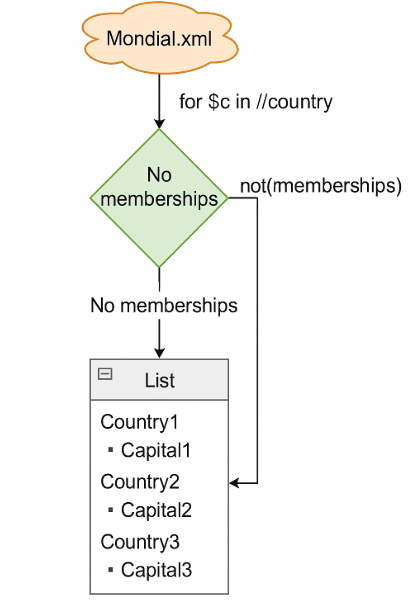 Mondial.xml
for $c in //country
No
memberships
not(memberships)
No memberships
List
Country1
▪ Capital1
Country2
▪ Capital2
Country3
▪ Capital3